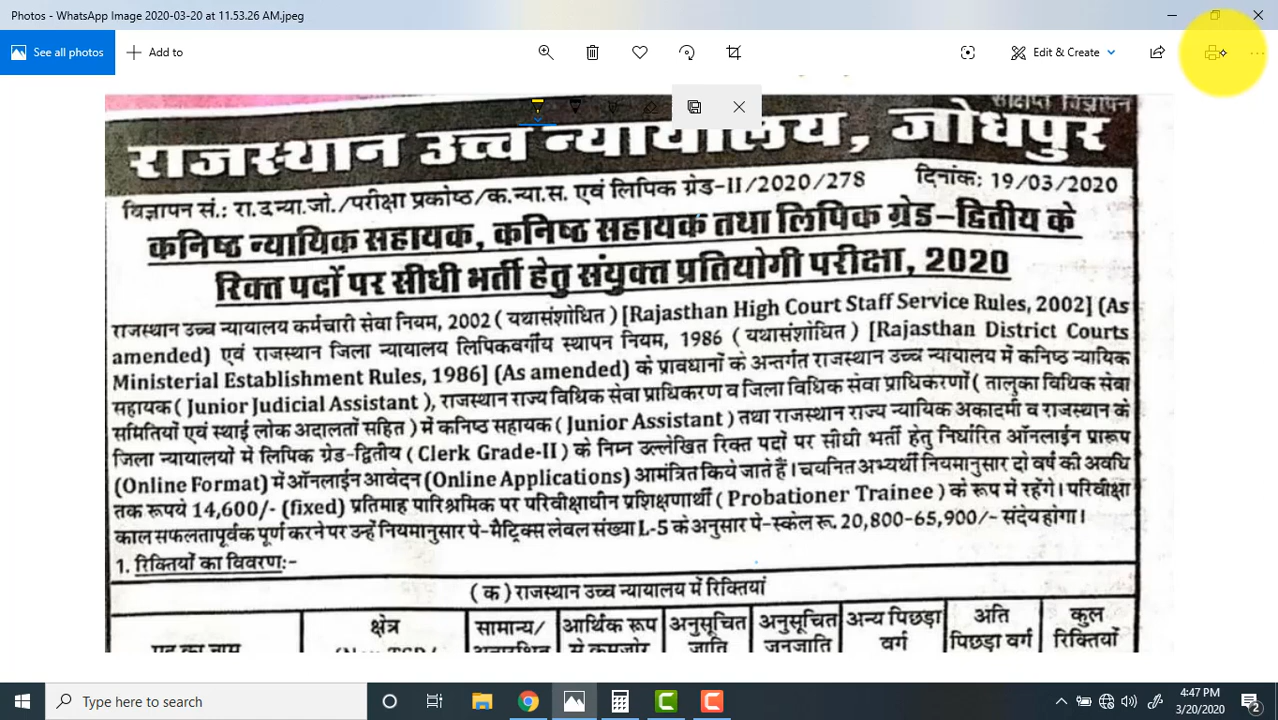 Photos - WhatsApp Image 2020-03-20 at 11.53.26 AM.jpeg
See all photos
Add to
Edit & Create
संक्षिप्त विज्ञापन
राजस्थान उच्च न्यायालय, जोधपुर
विज्ञापन सं.: रा.द.न्या.जो./परीक्षा प्रकोष्ठ/क.न्या.स. एवं लिपिक ग्रेड-II/2020/278 दिनांक: 19/03/2020
कनिष्ठ न्यायिक सहायक, कनिष्ठ सहायक तथा लिपिक ग्रेड-द्वितीय के
रिक्त पदों पर सीधी भर्ती हेतु संयुक्त प्रतियोगी परीक्षा, 2020
राजस्थान उच्च न्यायालय कर्मचारी सेवा नियम, 2002 ( यथासंशोधित ) [Rajasthan High Court Staff Service Rules, 2002] (As
amended) एवं राजस्थान जिला न्यायालय लिपिकवर्गीय स्थापन नियम, 1986 ( यथासंशोधित ) [Rajasthan District Courts
Ministerial Establishment Rules, 1986] (As amended) के प्रावधानों के अन्तर्गत राजस्थान उच्च न्यायालय में कनिष्ठ न्यायिक
सहायक ( Junior Judicial Assistant ), राजस्थान राज्य विधिक सेवा प्राधिकरण व जिला विधिक सेवा प्राधिकरणों ( तालुका विधिक सेवा
समितियों एवं स्थाई लोक अदालतों सहित ) में कनिष्ठ सहायक ( Junior Assistant ) तथा राजस्थान राज्य न्यायिक अकादमी व राजस्थान के
जिला न्यायालयों में लिपिक ग्रेड-द्वितीय (Clerk Grade-II) के निम्न उल्लेखित रिक्त पदों पर सीधी भर्ती हेतु निर्धारित ऑनलाईन प्रारूप
(Online Format) में ऑनलाईन आवेदन (Online Applications) आमंत्रित किये जाते हैं। चयनित अभ्यर्थी नियमानुसार दो वर्ष की अवधि
तक रूपये 14,600/- (fixed) प्रतिमाह पारिश्रमिक पर परिवीक्षाधीन प्रशिक्षणार्थी ( Probationer Trainee ) के रूप में रहेंगे। परिवीक्षा
काल सफलतापूर्वक पूर्ण करने पर उन्हें नियमानुसार पे-मैट्रिक्स लेवल संख्या L-5 के अनुसार पे-स्केल रू. 20,800-65,900/- संदेय होगा।
1. रिक्तियों का विवरण:-
( क ) राजस्थान उच्च न्यायालय में रिक्तियां
क्षेत्र सामान्य/ आर्थिक रूप अनुसूचित अनुसूचित अन्य पिछड़ा अति कुल
पद का नाम से कमजोर जाति जनजाति वर्ग पिछड़ा वर्ग रिक्तियों
Type here to search
4:47 PM
3/20/2020
2